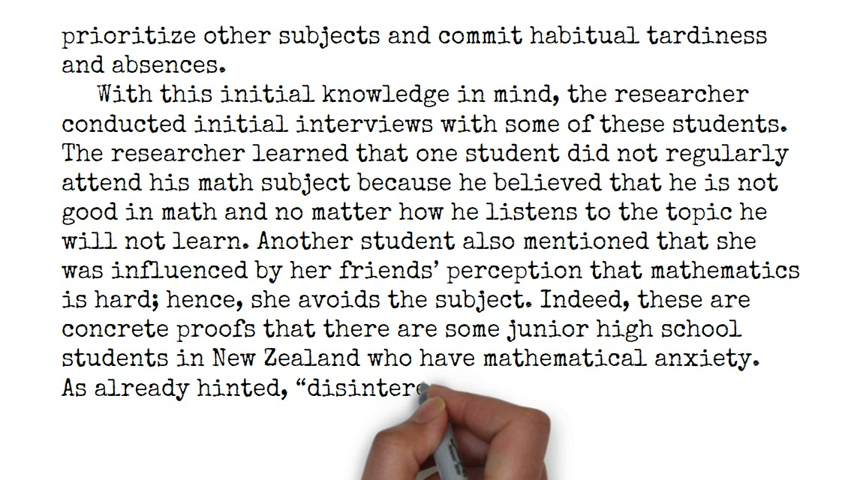 prioritize other subjects and commit habitual tardiness
and absences.
With this initial knowledge in mind, the researcher
conducted initial interviews with some of these students.
The researcher learned that one student did not regularly
attend his math subject because he believed that he is not
good in math and no matter how he listens to the topic he
will not learn. Another student also mentioned that she
was influenced by her friends’ perception that mathematics
is hard; hence, she avoids the subject. Indeed, these are
concrete proofs that there are some junior high school
students in New Zealand who have mathematical anxiety.
As already hinted, “disintere